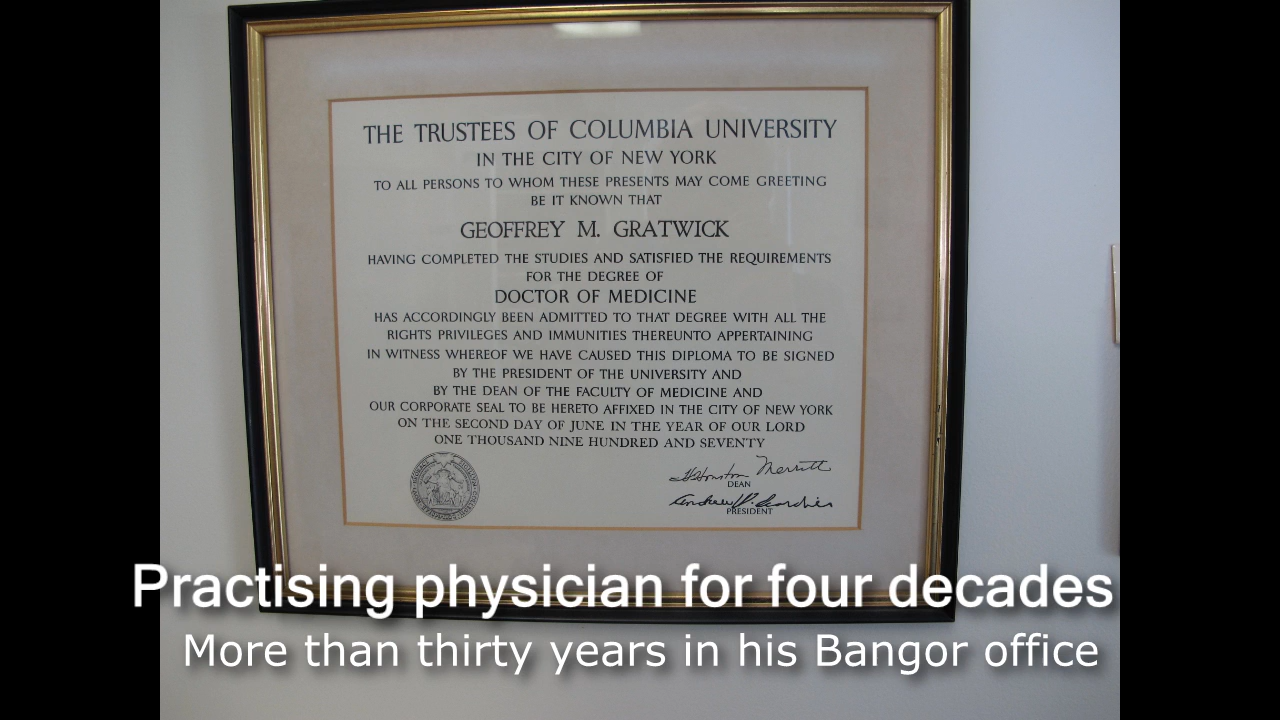 THE TRUSTEES OF COLUMBIA UNIVERSITY
IN THE CITY OF NEW YORK
TO ALL PERSONS TO WHOM THESE PRESENTS MAY COME GREETING
BE IT KNOWN THAT
GEOFFREY M. GRATWICK
HAVING COMPLETED THE STUDIES AND SATISFIED THE REQUIREMENTS
FOR THE DEGREE OF
DOCTOR OF MEDICINE
HAS ACCORDINGLY BEEN ADMITTED TO THAT DEGREE WITH ALL THE
RIGHTS PRIVILEGES AND IMMUNITIES THEREUNTO APPERTAINING
IN WITNESS WHEREOF WE HAVE CAUSED THIS DIPLOMA TO BE SIGNED
BY THE PRESIDENT OF THE UNIVERSITY AND
BY THE DEAN OF THE FACULTY OF MEDICINE AND
OUR CORPORATE SEAL TO BE HERETO AFFIXED IN THE CITY OF NEW YORK
ON THE SECOND DAY OF JUNE IN THE YEAR OF OUR LORD
ONE THOUSAND NINE HUNDRED AND SEVENTY
H Houston Merritt
DEAN
PRESIDENT
Practising physician for four decades
More than thirty years in his Bangor office